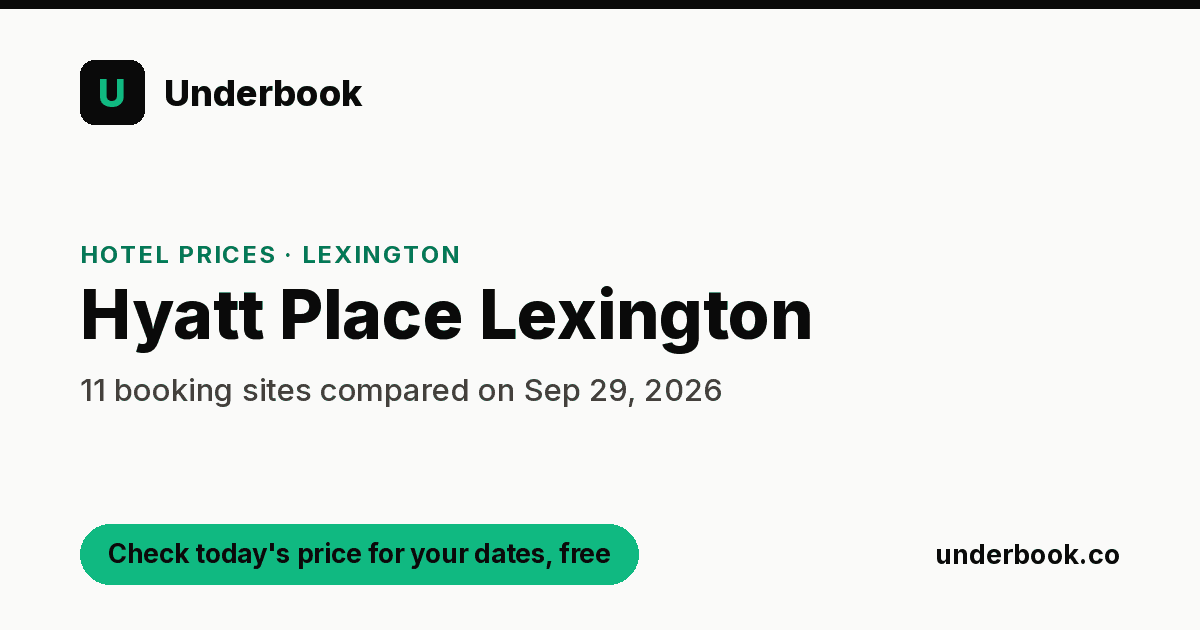 U Underbook
HOTEL PRICES · LEXINGTON
Hyatt Place Lexington
11 booking sites compared on Sep 29, 2026
Check today's price for your dates, free
underbook.co